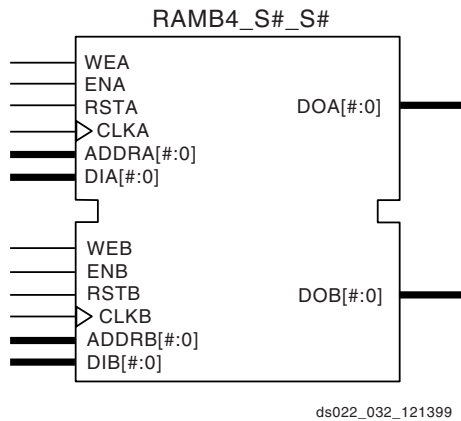 RAMB4_S#_S#
WEA
ENA
RSTA
CLKA
ADDRA[#:0]
DIA[#:0]
DOA[#:0]
WEB
ENB
RSTB
CLKB
ADDRB[#:0]
DIB[#:0]
DOB[#:0]
ds022_032_121399